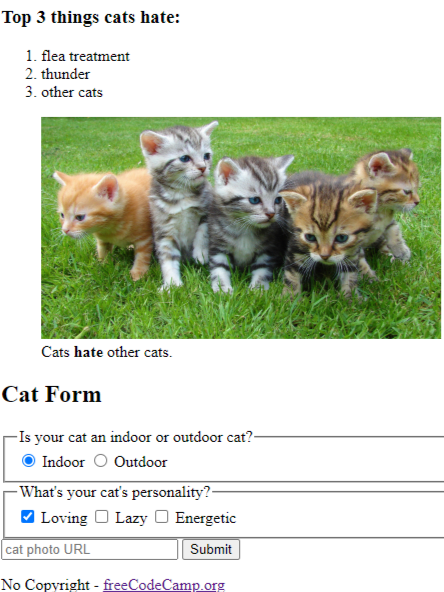 Top 3 things cats hate:
1. flea treatment
2. thunder
3. other cats
Cats hate other cats.
Cat Form
Is your cat an indoor or outdoor cat?
Indoor Outdoor
What's your cat's personality?
Loving Lazy Energetic
cat photo URL Submit
No Copyright - freeCodeCamp.org